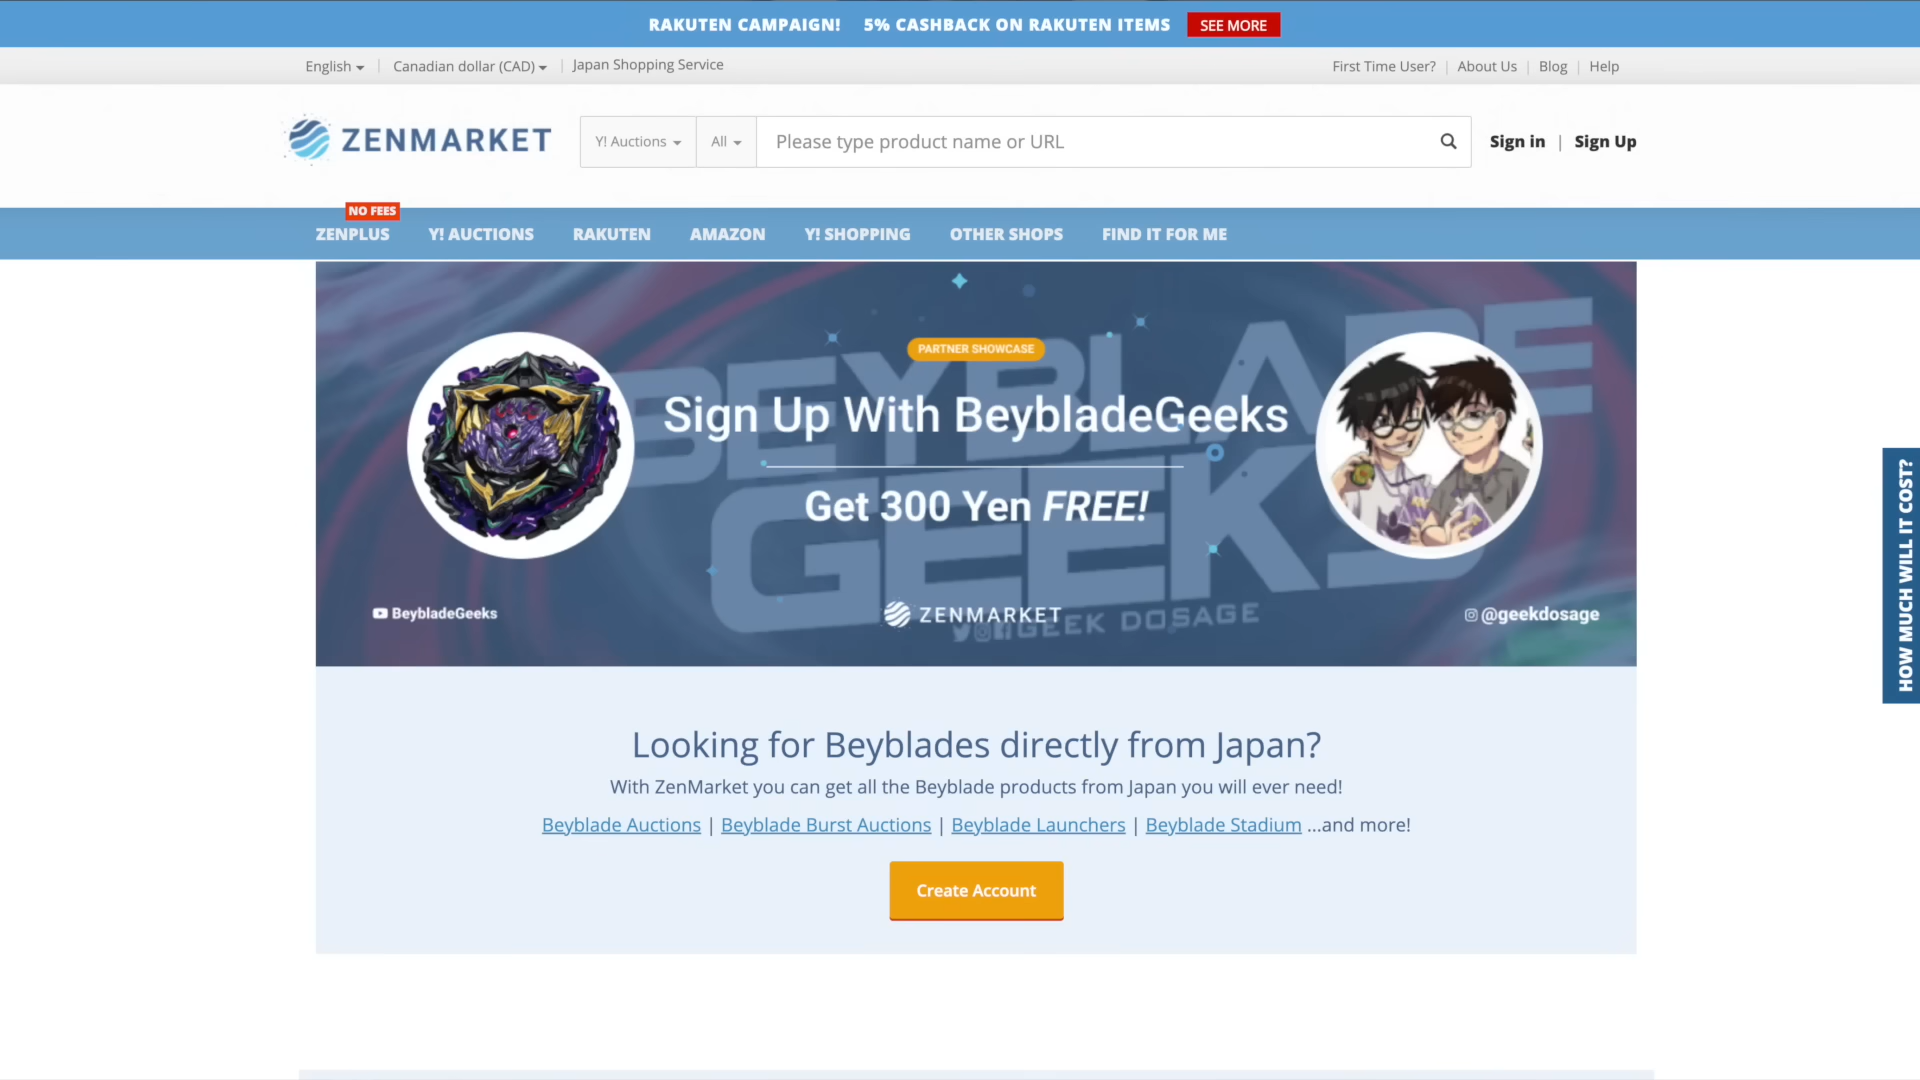 RAKUTEN CAMPAIGN! 5% CASHBACK ON RAKUTEN ITEMS SEE MORE
English Canadian dollar (CAD) Japan Shopping Service First Time User? About Us Blog Help
ZENMARKET Y! Auctions All Please type product name or URL Sign in | Sign Up
NO FEES
ZENPLUS Y! AUCTIONS RAKUTEN AMAZON Y! SHOPPING OTHER SHOPS FIND IT FOR ME
BEYBLADE
GEEKS
GEEK DOSAGE
PARTNER SHOWCASE
Sign Up With BeybladeGeeks
Get 300 Yen FREE!
BeybladeGeeks ZENMARKET @geekdosage
HOW MUCH WILL IT COST?
Looking for Beyblades directly from Japan?
With ZenMarket you can get all the Beyblade products from Japan you will ever need!
Beyblade Auctions | Beyblade Burst Auctions | Beyblade Launchers | Beyblade Stadium ...and more!
Create Account